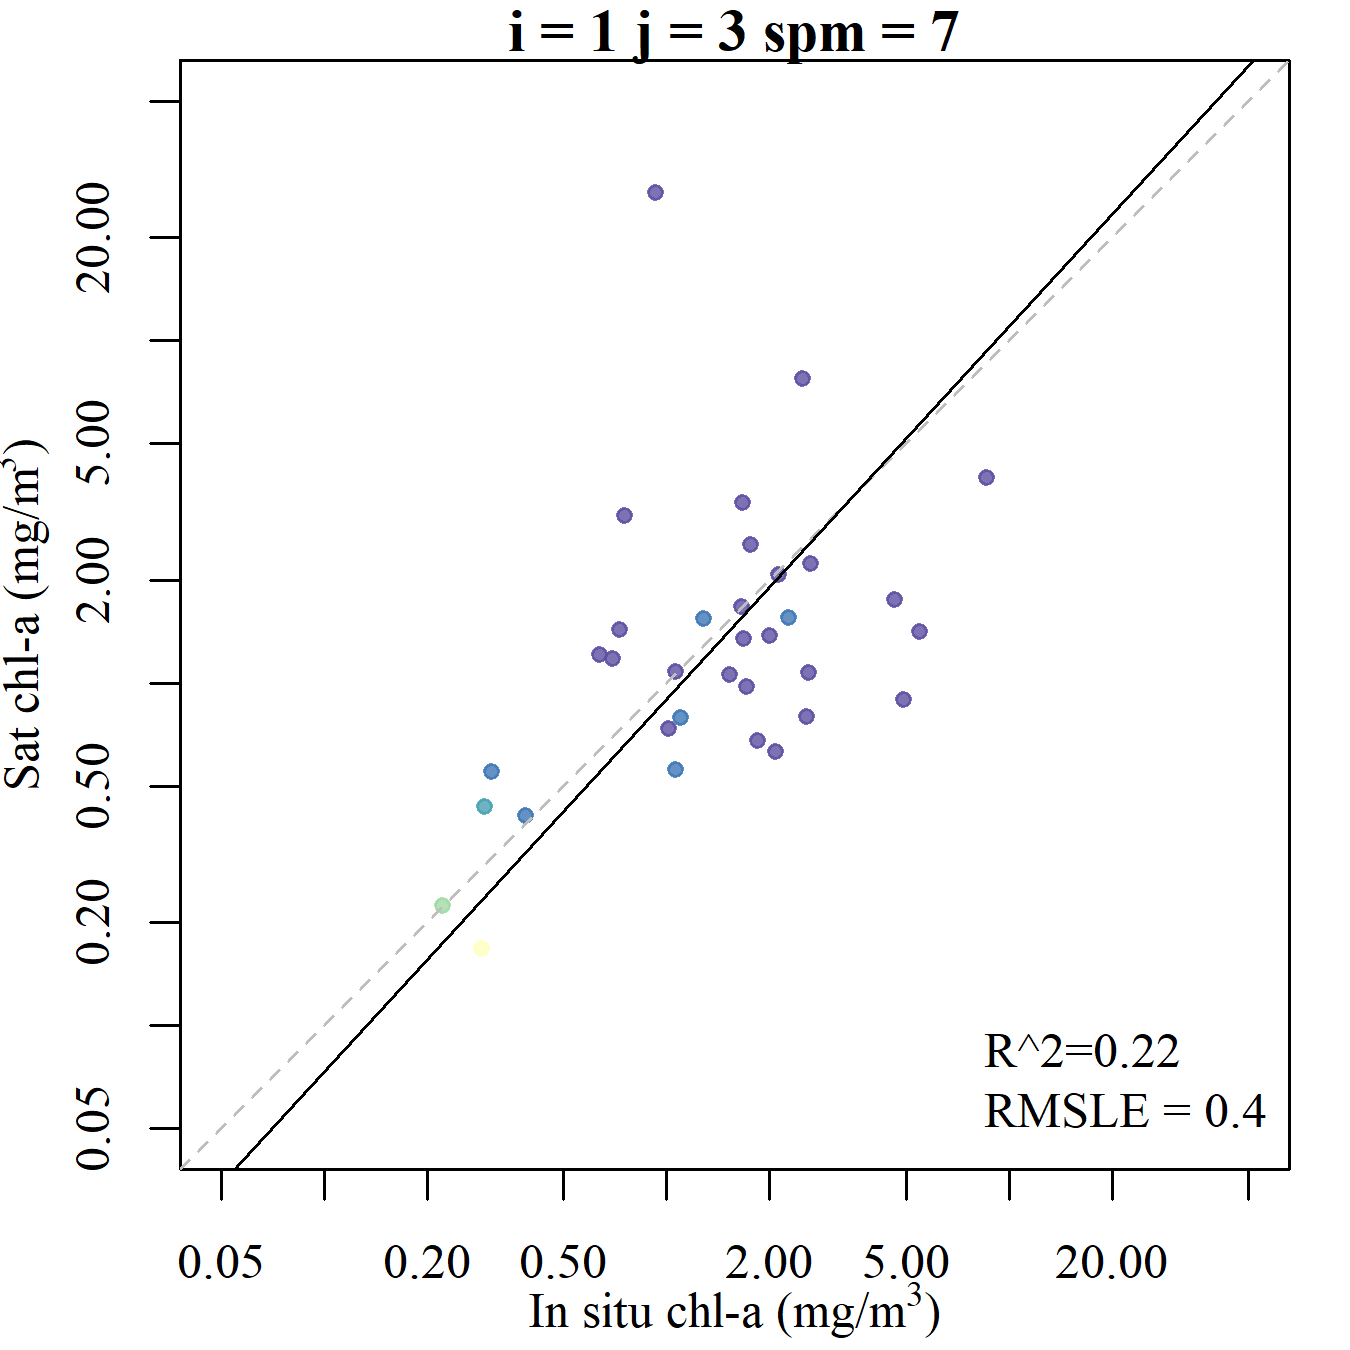 i = 1 j = 3 spm = 7
20.00
5.00
2.00
0.50
0.20
0.05
Sat chl-a (mg/m³)
R^2=0.22
RMSLE = 0.4
0.05 0.20 0.50 2.00 5.00 20.00
In situ chl-a (mg/m³)